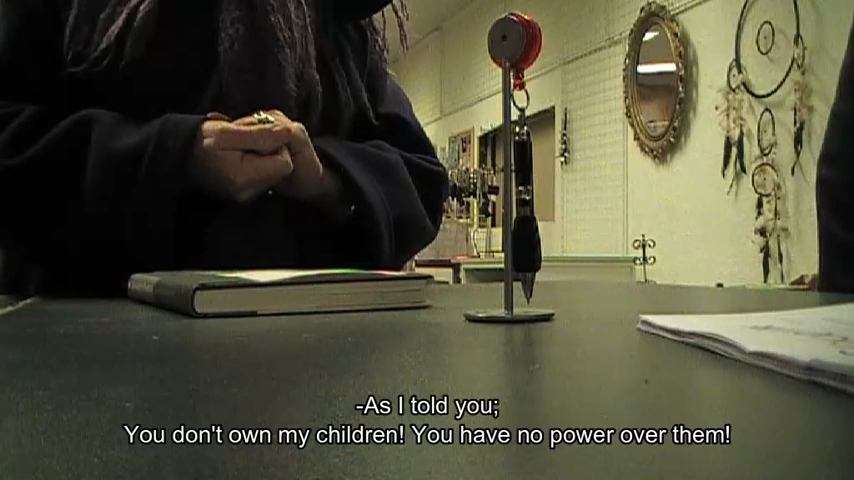 -As I told you;
You don't own my children! You have no power over them!